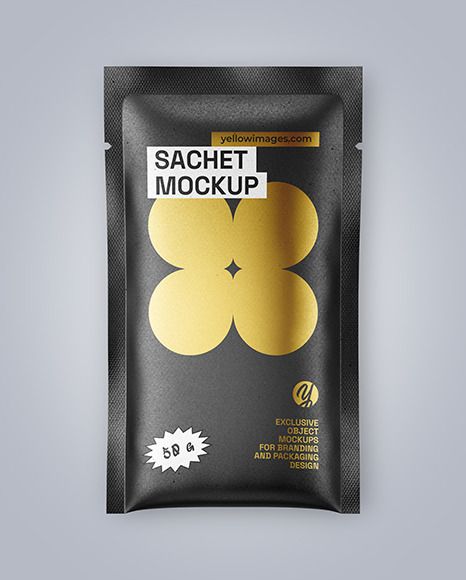 yellowimages.com
SACHET
MOCKUP
50 G
EXCLUSIVE
OBJECT
MOCKUPS
FOR BRANDING
AND PACKAGING
DESIGN